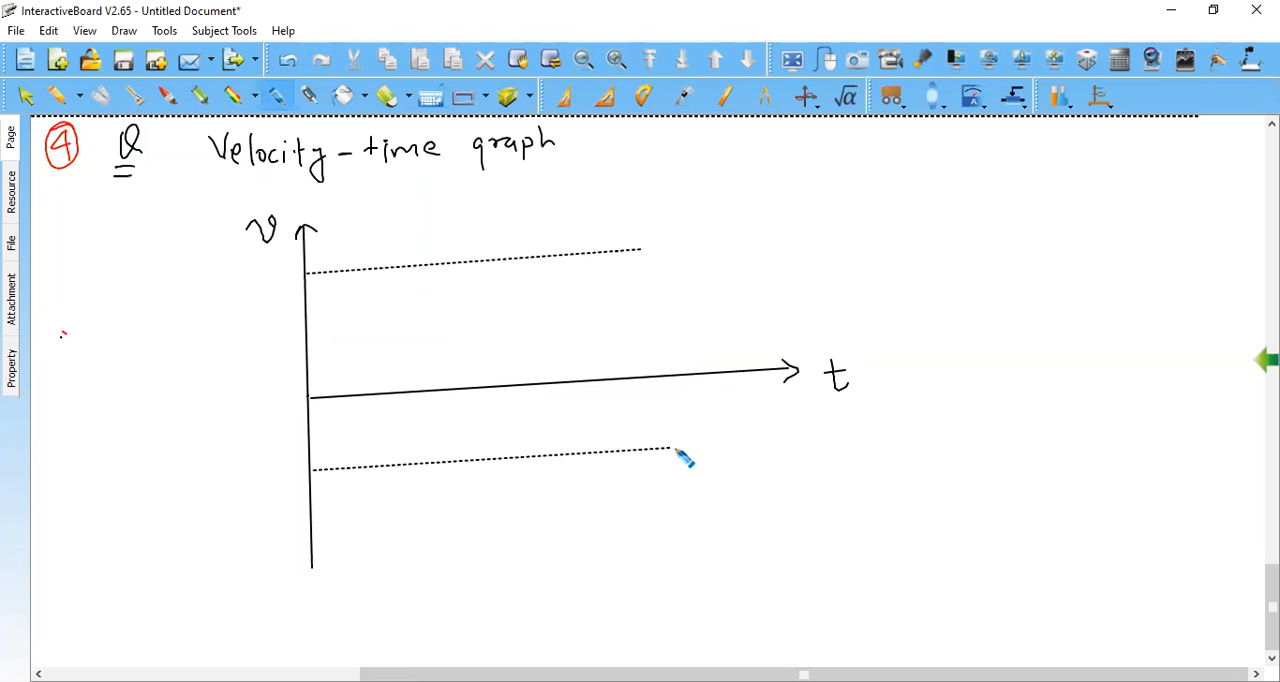 InteractiveBoard V2.65 - Untitled Document*
File Edit View Draw Tools Subject Tools Help
Page
Resource
File
Attachment
Property
④ Q Velocity-time graph
v
t